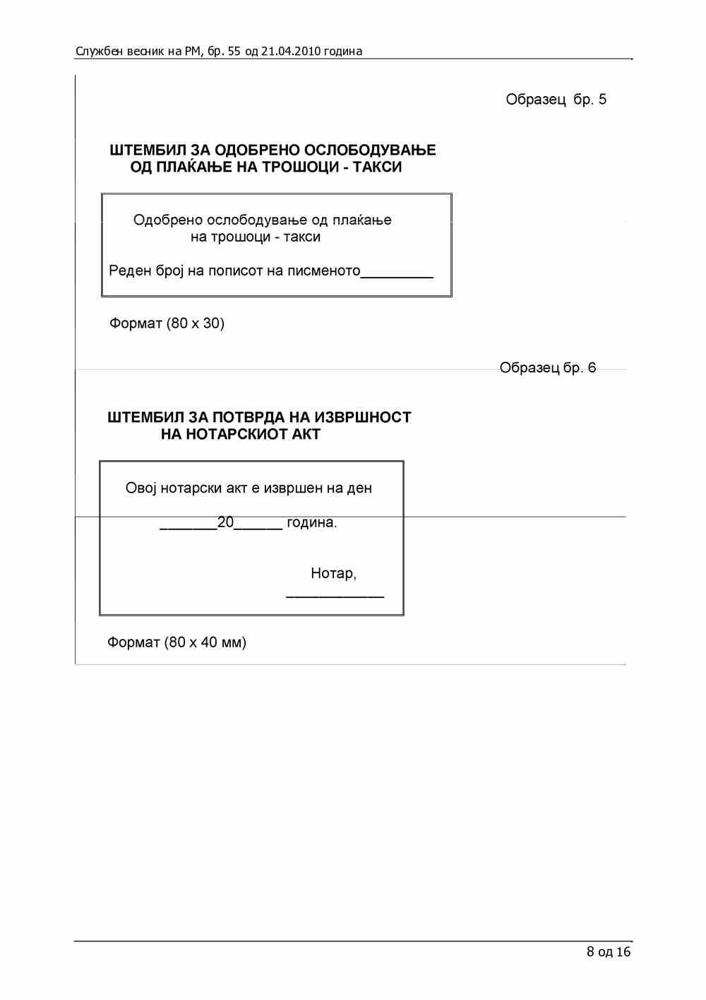 Службен весник на РМ, бр. 55 од 21.04.2010 година
Образец бр. 5
ШТЕМБИЛ ЗА ОДОБРЕНО ОСЛОБОДУВАЊЕ
ОД ПЛАЌАЊЕ НА ТРОШОЦИ - ТАКСИ
Одобрено ослободување од плаќање
на трошоци - такси
Реден број на пописот на писменото_________
Формат (80 х 30)
Образец бр. 6
ШТЕМБИЛ ЗА ПОТВРДА НА ИЗВРШНОСТ
НА НОТАРСКИОТ АКТ
Овој нотарски акт е извршен на ден
_______20______ година.
Нотар,
____________
Формат (80 х 40 мм)
8 од 16